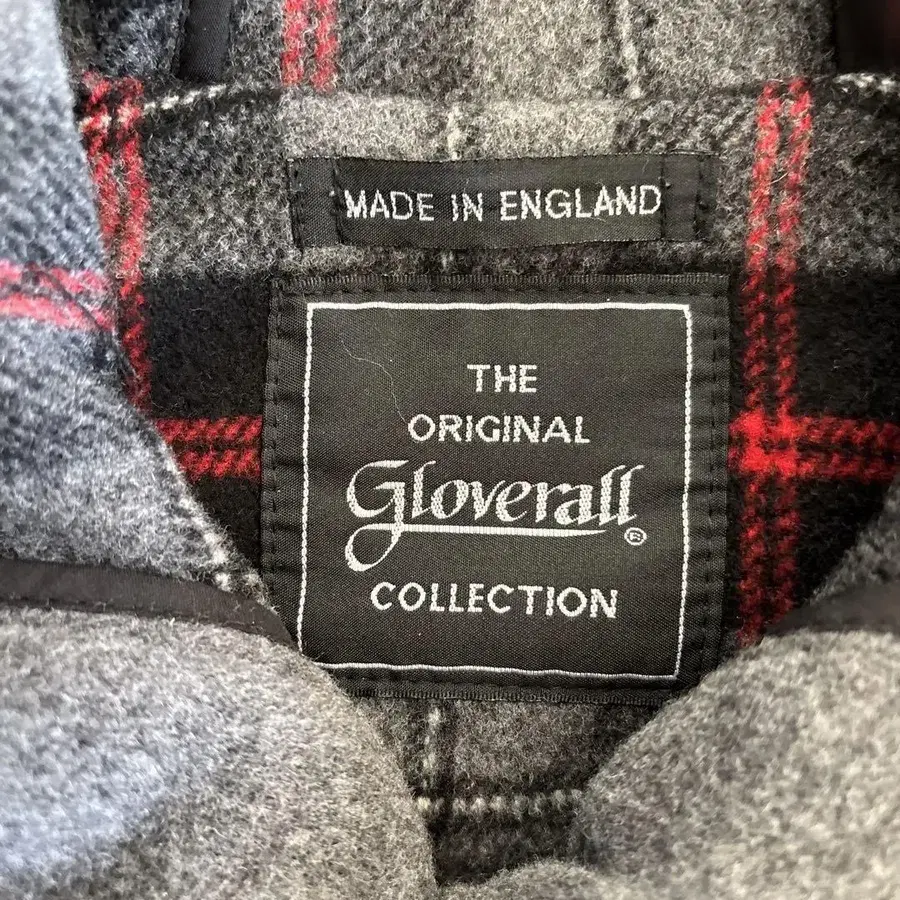 MADE IN ENGLAND
THE
ORIGINAL
Gloverall®
COLLECTION